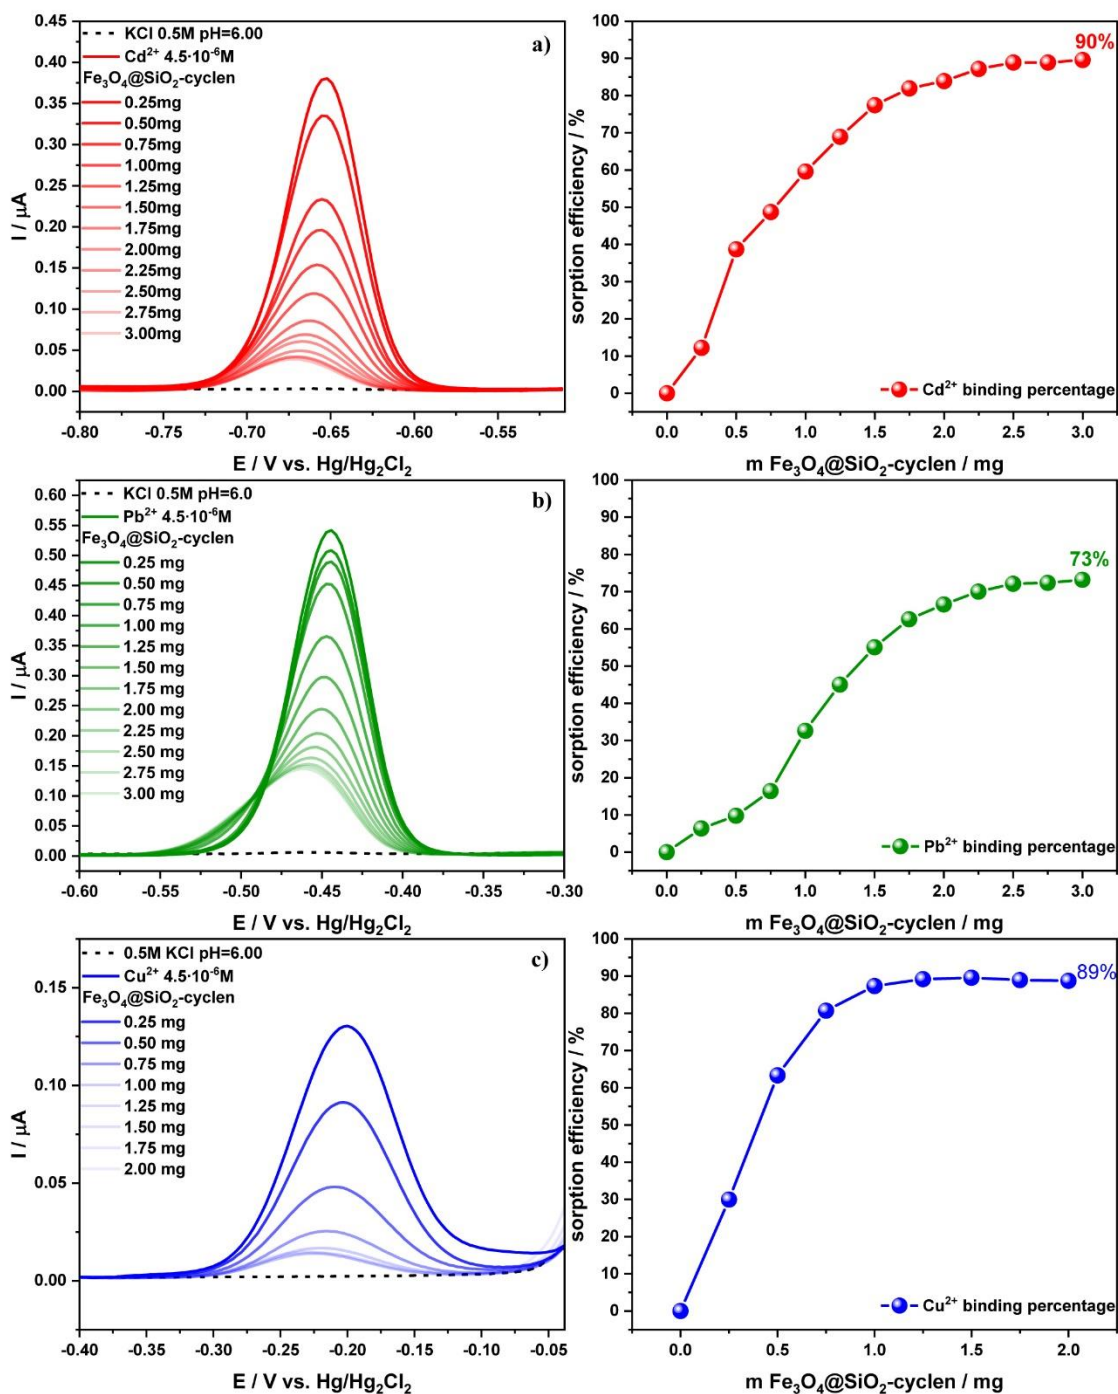 a)
KCl 0.5M pH=6.00
Cd²⁺ 4.5·10⁻⁶M
Fe₃O₄@SiO₂-cyclen
0.25mg
0.50mg
0.75mg
1.00mg
1.25mg
1.50mg
1.75mg
2.00mg
2.25mg
2.50mg
2.75mg
3.00mg
I / μA
0.45
0.40
0.35
0.30
0.25
0.20
0.15
0.10
0.05
0.00
-0.80 -0.75 -0.70 -0.65 -0.60 -0.55
E / V vs. Hg/Hg₂Cl₂
sorption efficiency / %
100
90
80
70
60
50
40
30
20
10
0
90%
Cd²⁺ binding percentage
0.0 0.5 1.0 1.5 2.0 2.5 3.0
m Fe₃O₄@SiO₂-cyclen / mg
b)
KCl 0.5M pH=6.0
Pb²⁺ 4.5·10⁻⁶M
Fe₃O₄@SiO₂-cyclen
0.25 mg
0.50 mg
0.75 mg
1.00 mg
1.25 mg
1.50 mg
1.75 mg
2.00 mg
2.25 mg
2.50 mg
2.75 mg
3.00 mg
I / μA
0.60
0.55
0.50
0.45
0.40
0.35
0.30
0.25
0.20
0.15
0.10
0.05
0.00
-0.60 -0.55 -0.50 -0.45 -0.40 -0.35 -0.30
E / V vs. Hg/Hg₂Cl₂
sorption efficiency / %
100
90
80
70
60
50
40
30
20
10
0
73%
Pb²⁺ binding percentage
0.0 0.5 1.0 1.5 2.0 2.5 3.0
m Fe₃O₄@SiO₂-cyclen / mg
c)
0.5M KCl pH=6.00
Cu²⁺ 4.5·10⁻⁶M
Fe₃O₄@SiO₂-cyclen
0.25 mg
0.50 mg
0.75 mg
1.00 mg
1.25 mg
1.50 mg
1.75 mg
2.00 mg
I / μA
0.15
0.10
0.05
0.00
-0.40 -0.35 -0.30 -0.25 -0.20 -0.15 -0.10 -0.05
E / V vs. Hg/Hg₂Cl₂
sorption efficiency / %
100
90
80
70
60
50
40
30
20
10
0
89%
Cu²⁺ binding percentage
0.0 0.5 1.0 1.5 2.0
m Fe₃O₄@SiO₂-cyclen / mg